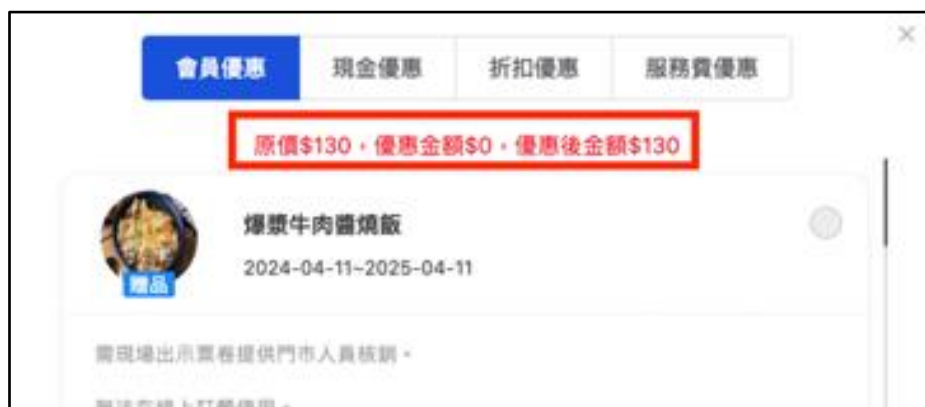 會員優惠 現金優惠 折扣優惠 服務費優惠
原價$130,優惠金額$0,優惠後金額$130
爆漿牛肉醬燒飯
2024-04-11~2025-04-11
贈品
需現場出示票卷提供門市人員核銷。